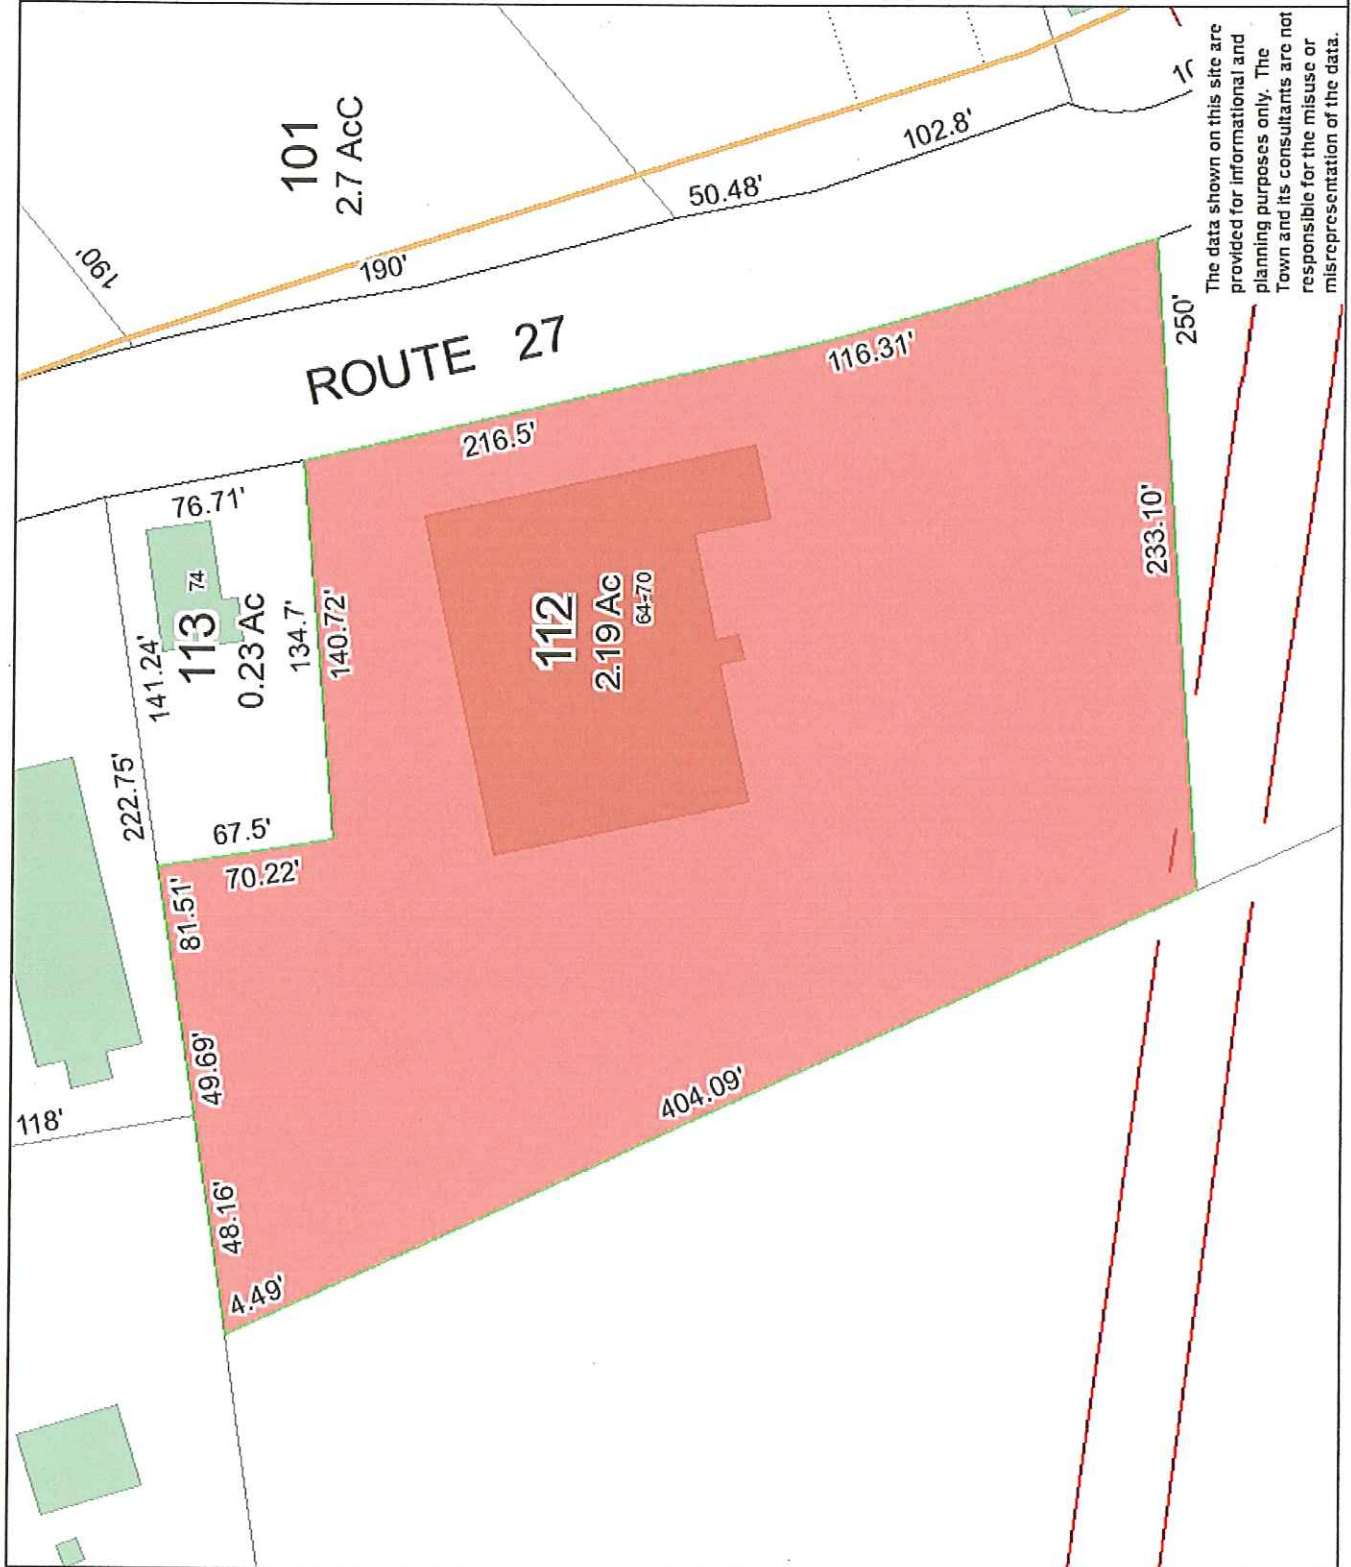 101
2.7 AcC
190'
190'
50.48'
102.8'
10
ROUTE 27
76.71'
216.5'
116.31'
250'
74
113
0.23 Ac
141.24'
134.7'
140.72'
112
2.19 Ac
64-70
233.10'
222.75'
67.5'
70.22'
81.51'
49.69'
118'
48.16'
4.49'
404.09'
The data shown on this site are
provided for informational and
planning purposes only. The
Town and its consultants are not
responsible for the misuse or
misrepresentation of the data.